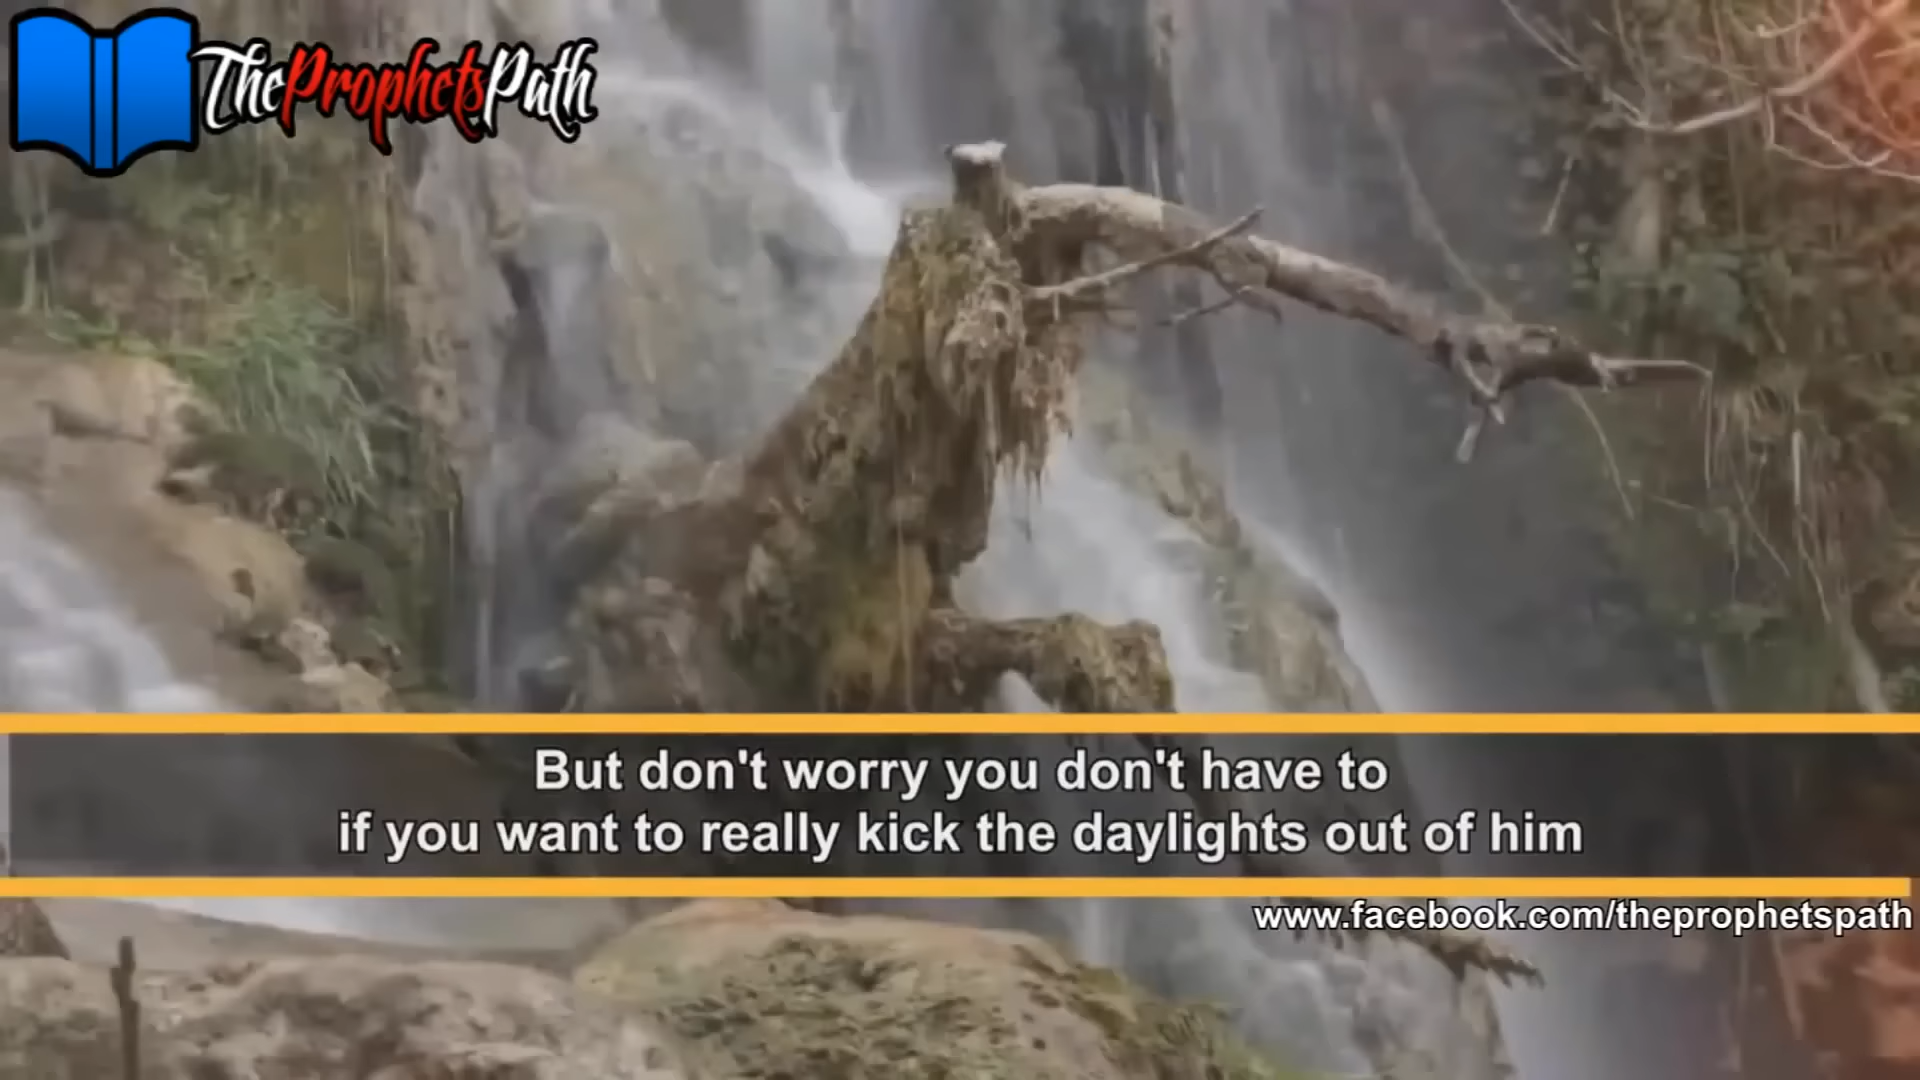 TheProphetsPath
But don't worry you don't have to
if you want to really kick the daylights out of him
www.facebook.com/theprophetspath